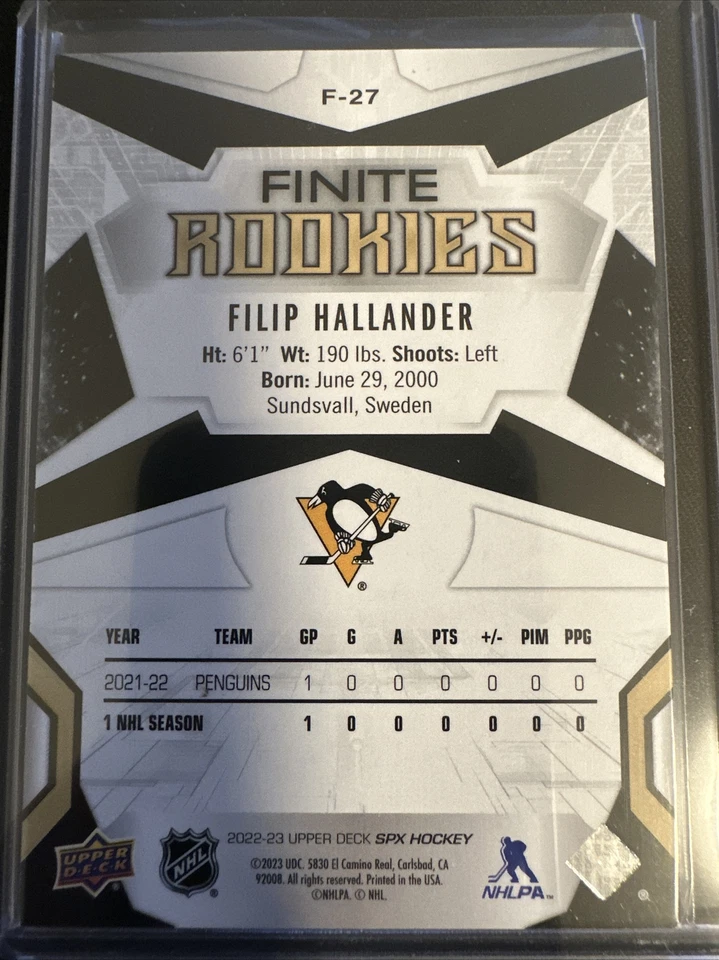 F-27
FINITE
ROOKIES
FILIP HALLANDER
Ht: 6'1" Wt: 190 lbs. Shoots: Left
Born: June 29, 2000
Sundsvall, Sweden
®
YEAR TEAM GP G A PTS +/- PIM PPG
2021-22 PENGUINS 1 0 0 0 0 0 0
1 NHL SEASON 1 0 0 0 0 0 0
UPPER DECK
®
NHL
®
2022-23 UPPER DECK SPX HOCKEY
©2023 UDC. 5830 El Camino Real, Carlsbad, CA
92008. All rights reserved. Printed in the USA.
©NHLPA. © NHL.
NHLPA™
®